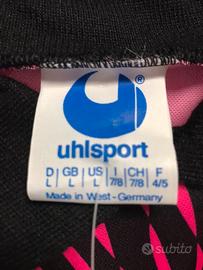 ®
uhlsport
D GB US I CH F
L L L 7/8 7/8 4/5
Made in West-Germany
subito